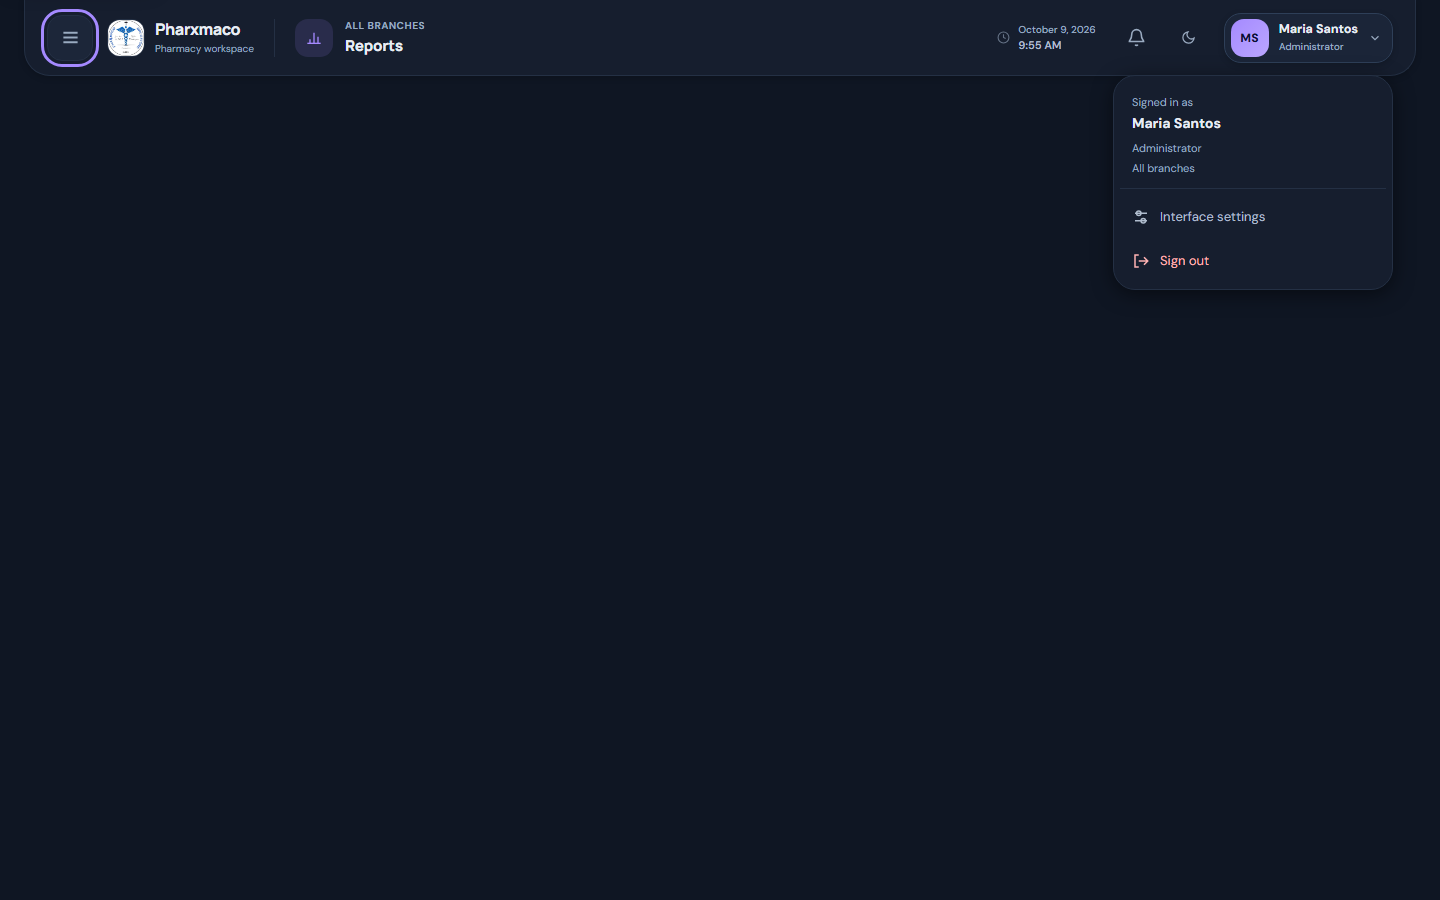 Pharxmaco
Pharmacy workspace
ALL BRANCHES
Reports
October 9, 2026
9:55 AM
MS
Maria Santos
Administrator
Signed in as
Maria Santos
Administrator
All branches
Interface settings
Sign out